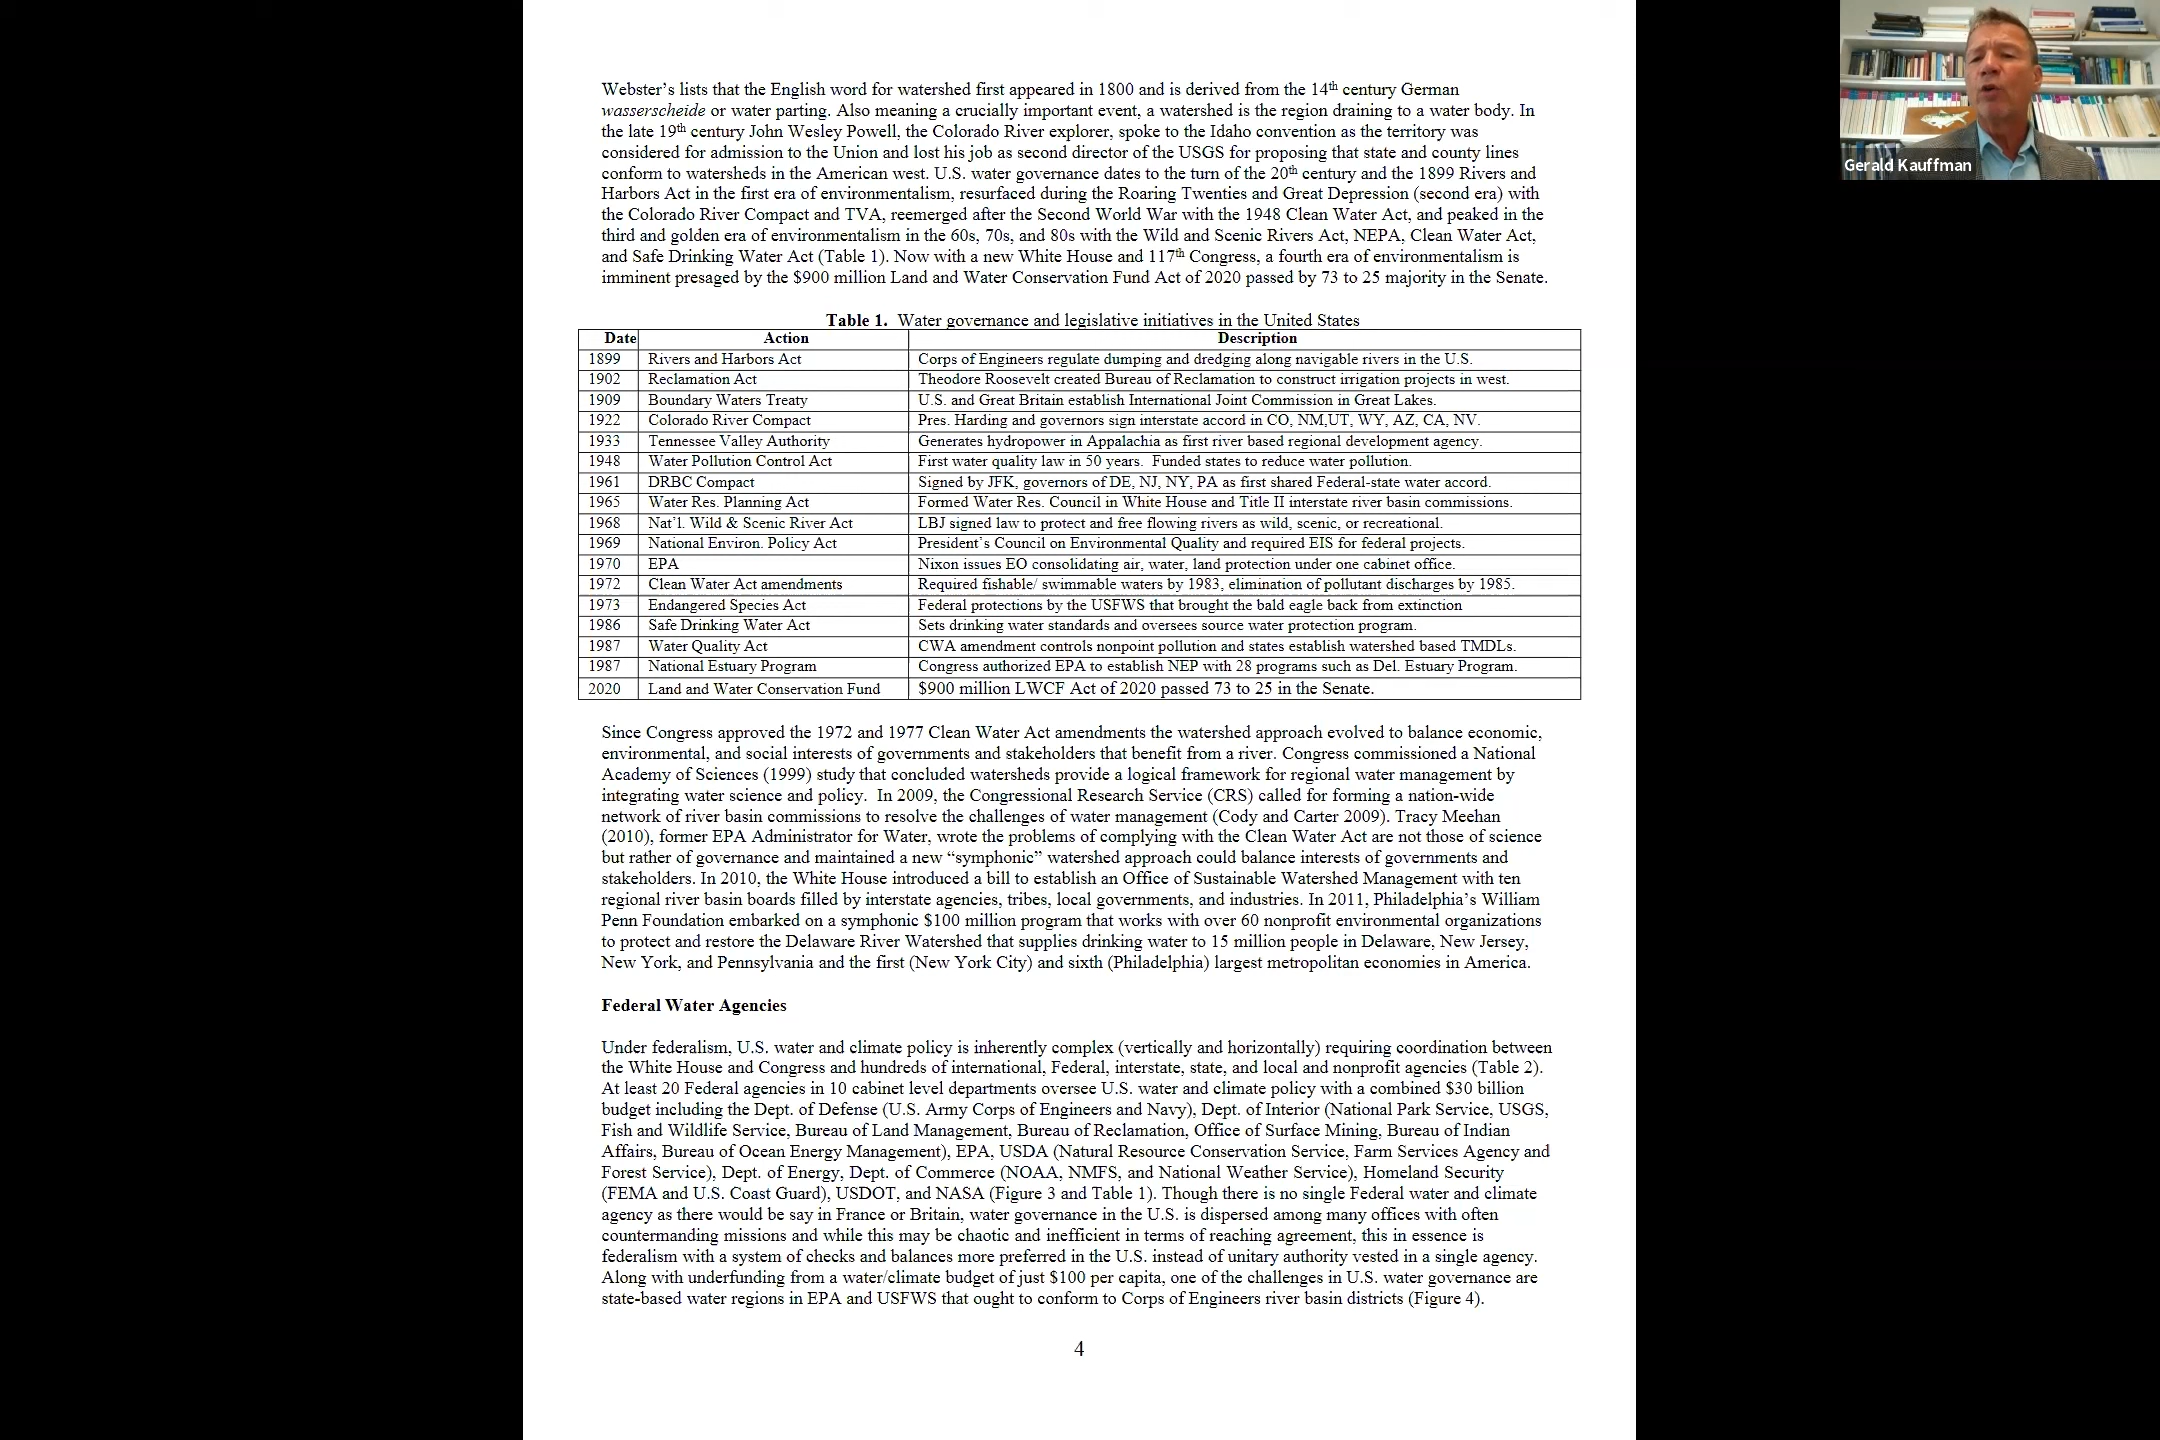 Webster's lists that the English word for watershed first appeared in 1800 and is derived from the 14th century German
wasserscheide or water parting. Also meaning a crucially important event, a watershed is the region draining to a water body. In
the late 19th century John Wesley Powell, the Colorado River explorer, spoke to the Idaho convention as the territory was
considered for admission to the Union and lost his job as second director of the USGS for proposing that state and county lines
conform to watersheds in the American west. U.S. water governance dates to the turn of the 20th century and the 1899 Rivers and
Harbors Act in the first era of environmentalism, resurfaced during the Roaring Twenties and Great Depression (second era) with
the Colorado River Compact and TVA, reemerged after the Second World War with the 1948 Clean Water Act, and peaked in the
third and golden era of environmentalism in the 60s, 70s, and 80s with the Wild and Scenic Rivers Act, NEPA, Clean Water Act,
and Safe Drinking Water Act (Table 1). Now with a new White House and 117th Congress, a fourth era of environmentalism is
imminent presaged by the $900 million Land and Water Conservation Fund Act of 2020 passed by 73 to 25 majority in the Senate.
Table 1. Water governance and legislative initiatives in the United States
Date Action Description
1899 Rivers and Harbors Act Corps of Engineers regulate dumping and dredging along navigable rivers in the U.S.
1902 Reclamation Act Theodore Roosevelt created Bureau of Reclamation to construct irrigation projects in west.
1909 Boundary Waters Treaty U.S. and Great Britain establish International Joint Commission in Great Lakes.
1922 Colorado River Compact Pres. Harding and governors sign interstate accord in CO, NM,UT, WY, AZ, CA, NV.
1933 Tennessee Valley Authority Generates hydropower in Appalachia as first river based regional development agency.
1948 Water Pollution Control Act First water quality law in 50 years. Funded states to reduce water pollution.
1961 DRBC Compact Signed by JFK, governors of DE, NJ, NY, PA as first shared Federal-state water accord.
1965 Water Res. Planning Act Formed Water Res. Council in White House and Title II interstate river basin commissions.
1968 Nat'l. Wild & Scenic River Act LBJ signed law to protect and free flowing rivers as wild, scenic, or recreational.
1969 National Environ. Policy Act President's Council on Environmental Quality and required EIS for federal projects.
1970 EPA Nixon issues EO consolidating air, water, land protection under one cabinet office.
1972 Clean Water Act amendments Required fishable/ swimmable waters by 1983, elimination of pollutant discharges by 1985.
1973 Endangered Species Act Federal protections by the USFWS that brought the bald eagle back from extinction
1986 Safe Drinking Water Act Sets drinking water standards and oversees source water protection program.
1987 Water Quality Act CWA amendment controls nonpoint pollution and states establish watershed based TMDLs.
1987 National Estuary Program Congress authorized EPA to establish NEP with 28 programs such as Del. Estuary Program.
2020 Land and Water Conservation Fund $900 million LWCF Act of 2020 passed 73 to 25 in the Senate.
Since Congress approved the 1972 and 1977 Clean Water Act amendments the watershed approach evolved to balance economic,
environmental, and social interests of governments and stakeholders that benefit from a river. Congress commissioned a National
Academy of Sciences (1999) study that concluded watersheds provide a logical framework for regional water management by
integrating water science and policy. In 2009, the Congressional Research Service (CRS) called for forming a nation-wide
network of river basin commissions to resolve the challenges of water management (Cody and Carter 2009). Tracy Meehan
(2010), former EPA Administrator for Water, wrote the problems of complying with the Clean Water Act are not those of science
but rather of governance and maintained a new “symphonic” watershed approach could balance interests of governments and
stakeholders. In 2010, the White House introduced a bill to establish an Office of Sustainable Watershed Management with ten
regional river basin boards filled by interstate agencies, tribes, local governments, and industries. In 2011, Philadelphia's William
Penn Foundation embarked on a symphonic $100 million program that works with over 60 nonprofit environmental organizations
to protect and restore the Delaware River Watershed that supplies drinking water to 15 million people in Delaware, New Jersey,
New York, and Pennsylvania and the first (New York City) and sixth (Philadelphia) largest metropolitan economies in America.
Federal Water Agencies
Under federalism, U.S. water and climate policy is inherently complex (vertically and horizontally) requiring coordination between
the White House and Congress and hundreds of international, Federal, interstate, state, and local and nonprofit agencies (Table 2).
At least 20 Federal agencies in 10 cabinet level departments oversee U.S. water and climate policy with a combined $30 billion
budget including the Dept. of Defense (U.S. Army Corps of Engineers and Navy), Dept. of Interior (National Park Service, USGS,
Fish and Wildlife Service, Bureau of Land Management, Bureau of Reclamation, Office of Surface Mining, Bureau of Indian
Affairs, Bureau of Ocean Energy Management), EPA, USDA (Natural Resource Conservation Service, Farm Services Agency and
Forest Service), Dept. of Energy, Dept. of Commerce (NOAA, NMFS, and National Weather Service), Homeland Security
(FEMA and U.S. Coast Guard), USDOT, and NASA (Figure 3 and Table 1). Though there is no single Federal water and climate
agency as there would be say in France or Britain, water governance in the U.S. is dispersed among many offices with often
countermanding missions and while this may be chaotic and inefficient in terms of reaching agreement, this in essence is
federalism with a system of checks and balances more preferred in the U.S. instead of unitary authority vested in a single agency.
Along with underfunding from a water/climate budget of just $100 per capita, one of the challenges in U.S. water governance are
state-based water regions in EPA and USFWS that ought to conform to Corps of Engineers river basin districts (Figure 4).
4
Gerald Kauffman